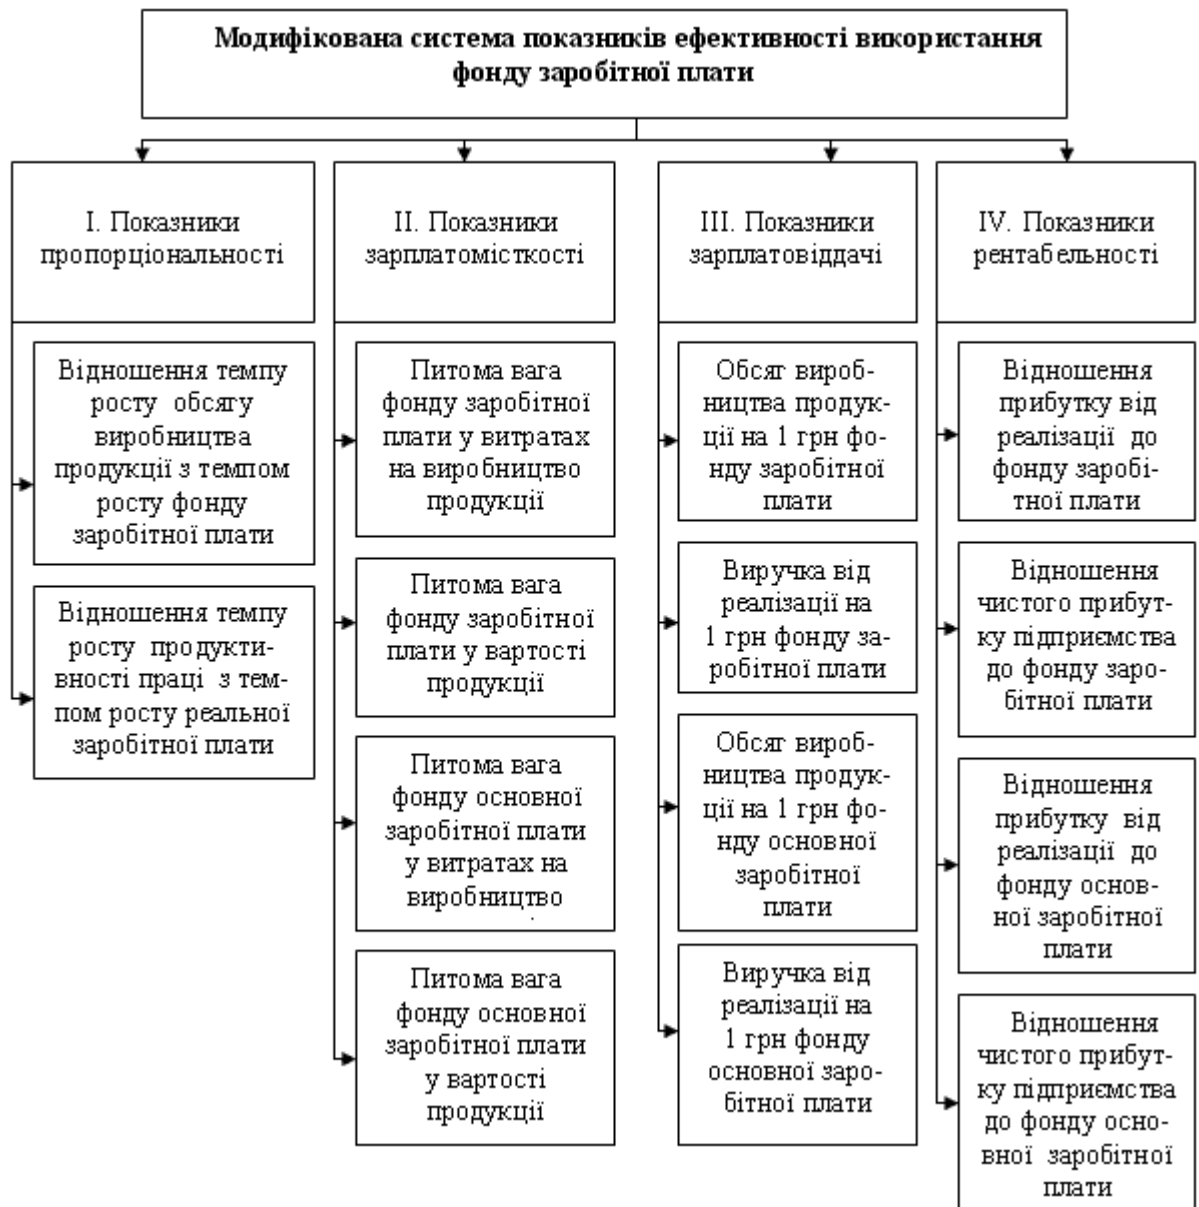 Модифікована система показників ефективності використання
фонду заробітної плати
І. Показники
пропорціональності
ІІ. Показники
зарплатомісткості
ІІІ. Показники
зарплатовіддачі
IV. Показники
рентабельності
Відношення темпу
росту обсягу
виробництва
продукції з темпом
росту фонду
заробітної плати
Відношення темпу
росту продукти-
вності праці з тем-
пом росту реальної
заробітної плати
Питома вага
фонду заробітної
плати у витратах
на виробництво
продукції
Питома вага
фонду заробітної
плати у вартості
продукції
Питома вага
фонду основної
заробітної плати
у витратах на
виробництво
Питома вага
фонду основної
заробітної плати
у вартості
продукції
Обсяг вироб-
ництва продук-
ції на 1 грн фо-
нду заробітної
плати
Виручка від
реалізації на
1 грн фонду за-
робітної плати
Обсяг вироб-
ництва продук-
ції на 1 грн фо-
нду основної
заробітної
плати
Виручка від
реалізації на
1 грн фонду
основної заро-
бітної плати
Відношення
прибутку від
реалізації до
фонду заробі-
тної плати
Відношення
чистого прибут-
ку підприємства
до фонду заро-
бітної плати
Відношення
прибутку від
реалізації до
фонду основ-
ної заробітної
плати
Відношення
чистого прибут-
ку підприємства
до фонду осно-
вної заробітної
плати